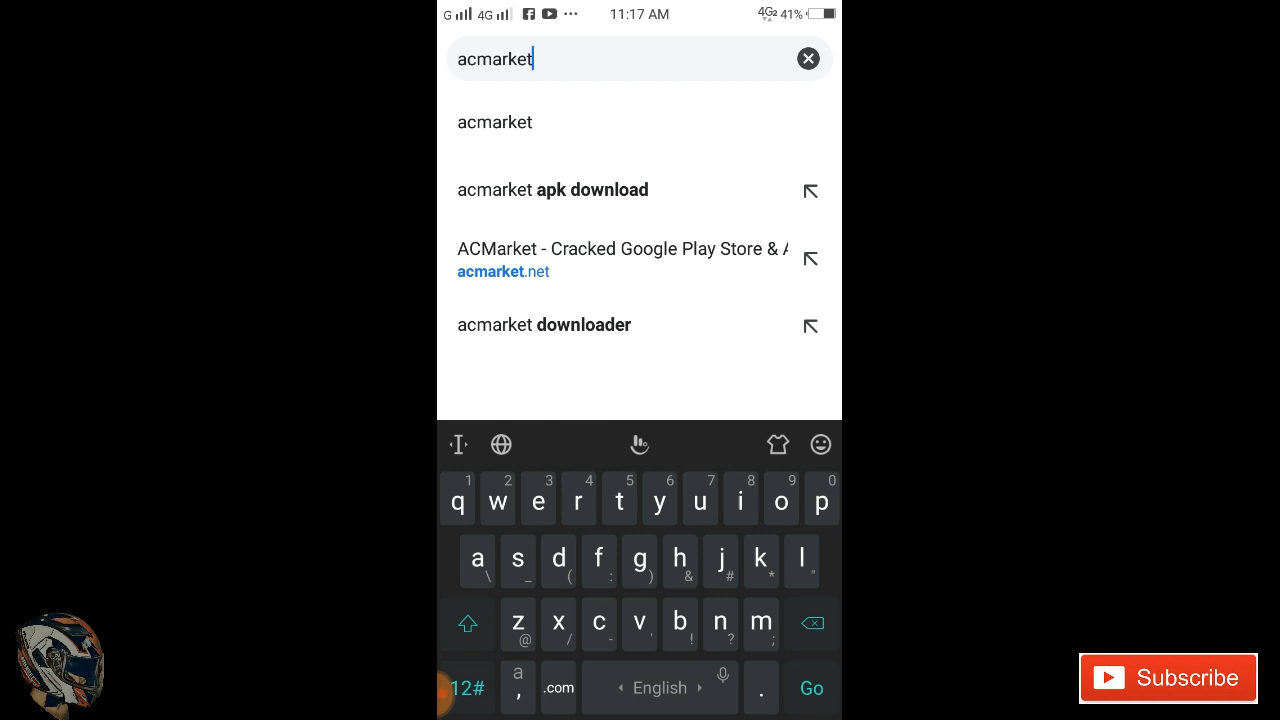 G 4G 11:17 AM 4G2 41%
acmarket
acmarket
acmarket apk download
ACMarket - Cracked Google Play Store &
acmarket.net
acmarket downloader
1 2 3 4 5 6 7 8 9 0
q w e r t y u i o p
a s d f g h j k l
\ _ ( : ) & # * "
z x c v b n m
@ / - ' ! ? ;
12# a , .com English . Go
Subscribe